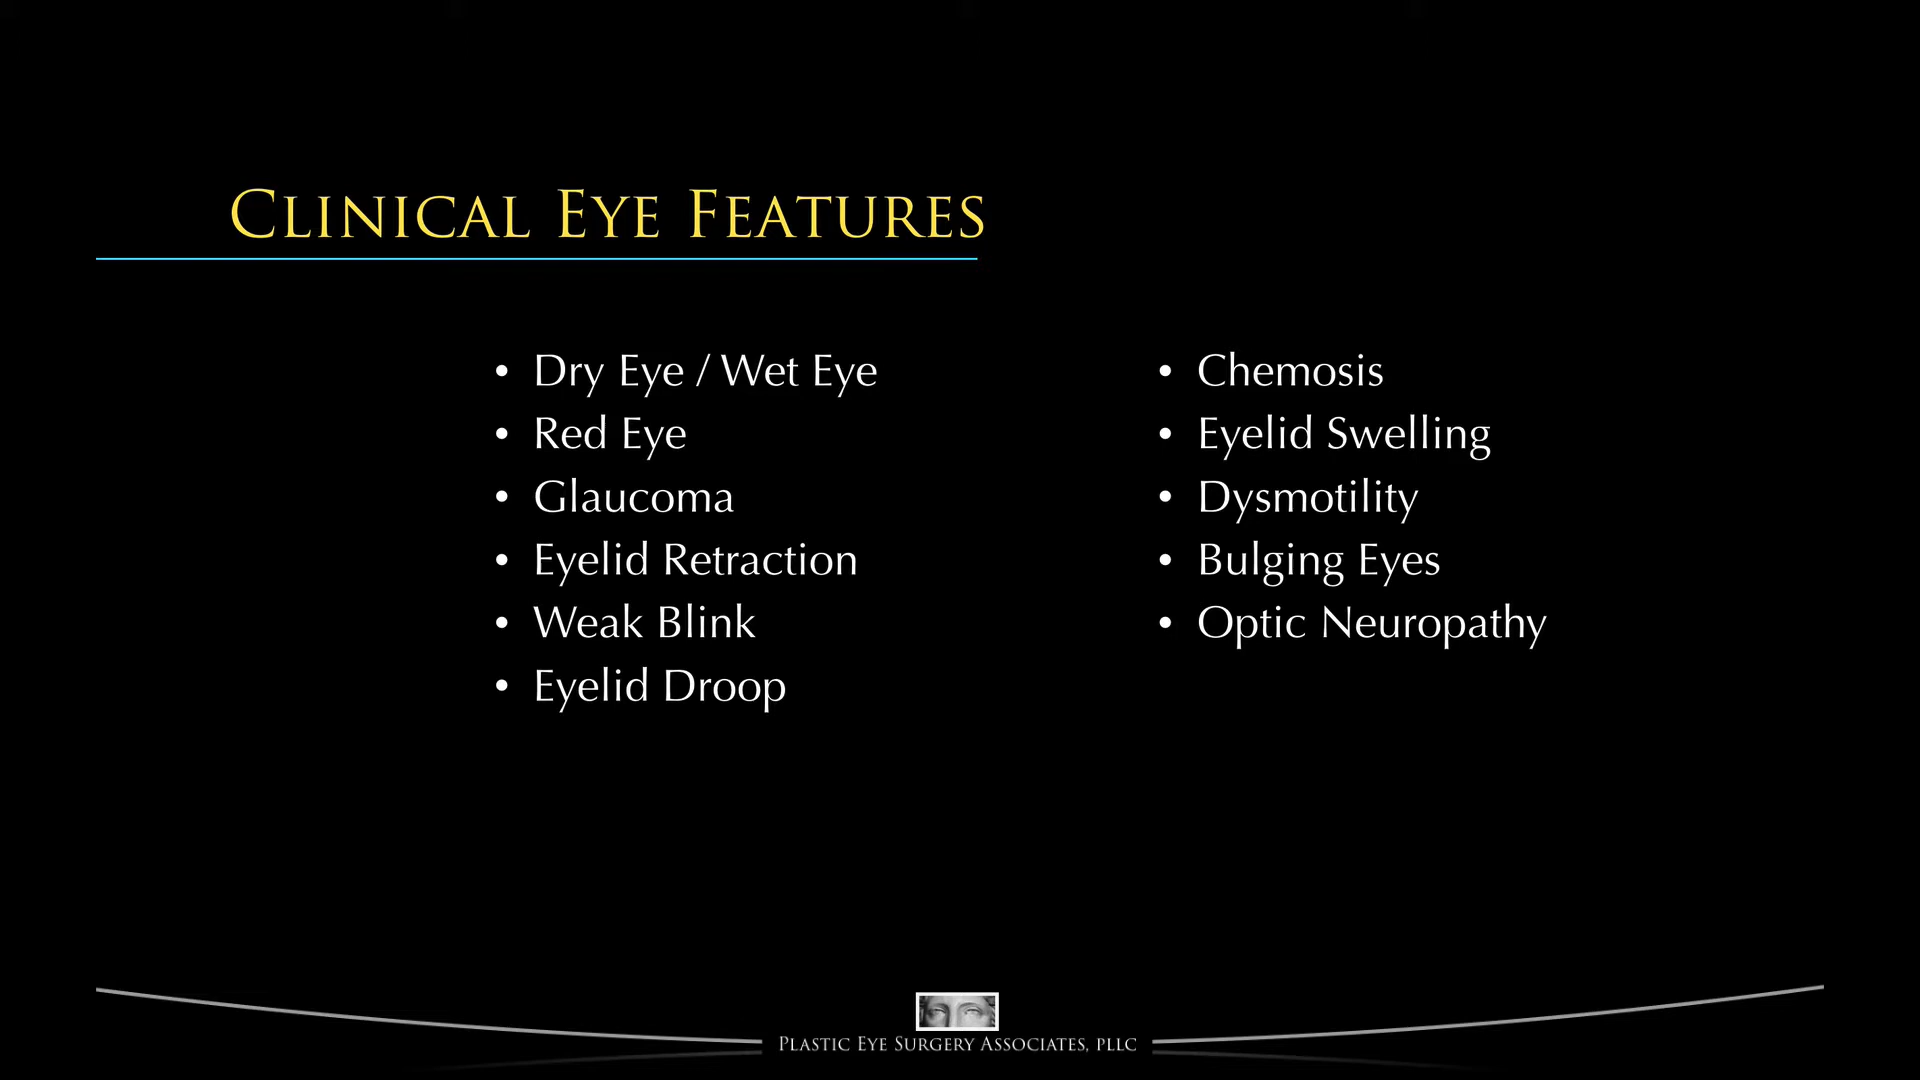 Clinical Eye Features
• Dry Eye / Wet Eye
• Red Eye
• Glaucoma
• Eyelid Retraction
• Weak Blink
• Eyelid Droop
• Chemosis
• Eyelid Swelling
• Dysmotility
• Bulging Eyes
• Optic Neuropathy
Plastic Eye Surgery Associates, PLLC